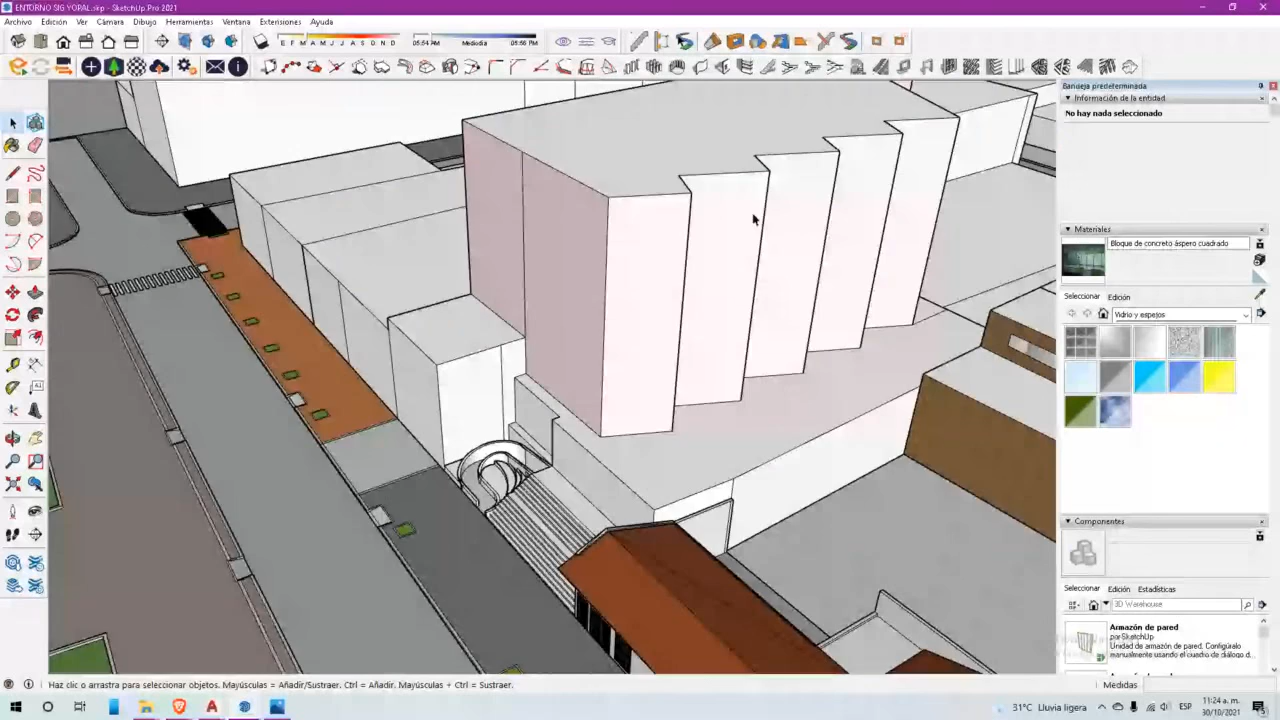 ENTORNO SIG YOPAL.skp - SketchUp Pro 2021
Archivo Edición Ver Cámara Dibujo Herramientas Ventana Extensiones Ayuda
E F M A M J J A S O N D
05:54 AM Mediodía 05:56 PM
Bandeja predeterminada
Información de la entidad
No hay nada seleccionado
Materiales
Bloque de concreto áspero cuadrado
Seleccionar Edición
Vidrio y espejos
Componentes
Seleccionar Edición Estadísticas
3D Warehouse
Armazón de pared
por SketchUp
Unidad de armazón de pared. Configúralo
manualmente usando el cuadro de diálogo d...
Haz clic o arrastra para seleccionar objetos. Mayúsculas = Añadir/Sustraer. Ctrl = Añadir. Mayúsculas + Ctrl = Sustraer.
Medidas
31°C Lluvia ligera
ESP
11:24 a. m.
30/10/2021